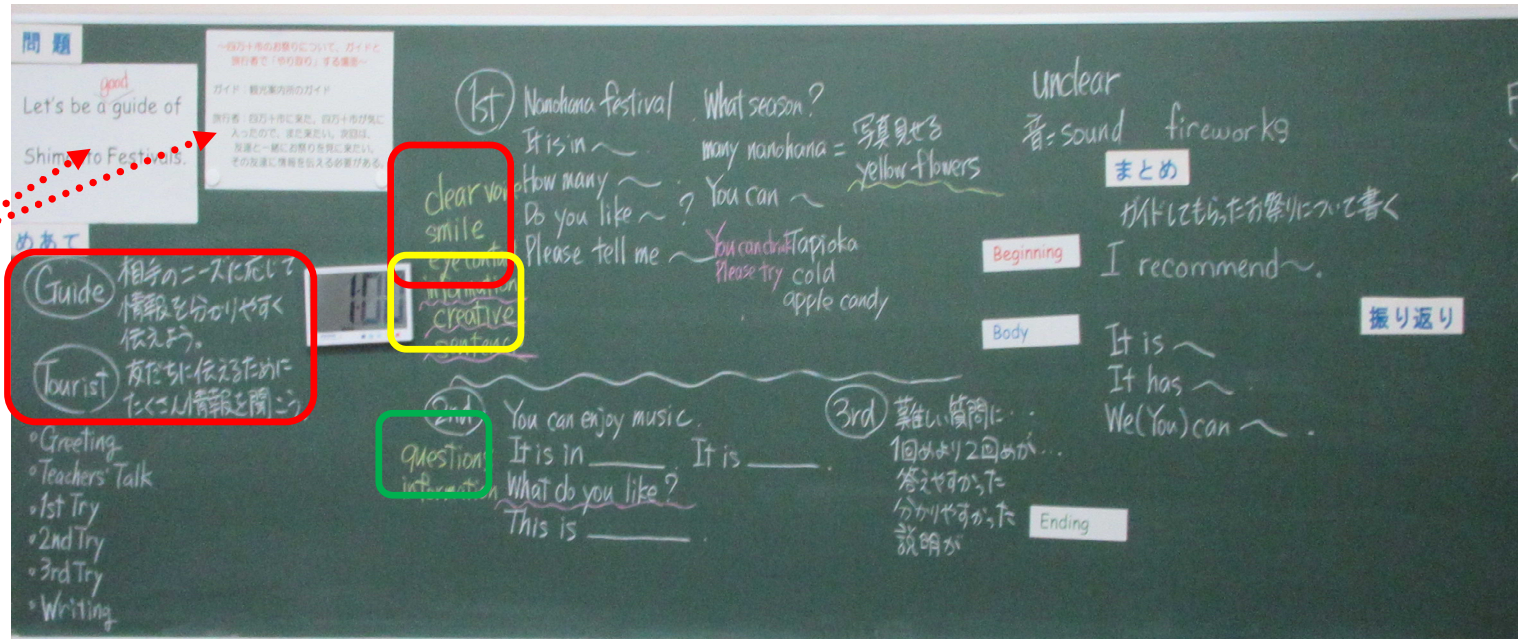 問題
good
Let's be a guide of
Shimanto Festivals.
～四万十市のお祭りについて、ガイドと
旅行者で「やり取り」する場面～
ガイド：観光案内所のガイド
旅行者：四万十市に来た。四万十市が気に
入ったので、また来たい。次回は、
友達と一緒にお祭りを見に来たい。
その友達に情報を伝える必要がある。
めあて
Guide 相手のニーズに応じて
情報を分かりやすく
伝えよう。
Tourist 友だちに伝えるために
たくさん情報を聞こう
・Greeting
・Teachers' Talk
・1st Try
・2nd Try
・3rd Try
・Writing
1:00
clear voice
smile
eye contact
information
creative
sentence
1st Nanohana festival
It is in ～.
How many ～?
Do you like ～?
Please tell me ～
What season?
many nanohana = 写真見せる
yellow flowers
You can ～
You can drink Tapioka
Please try cold
apple candy
2nd You can enjoy music.
questions It is in ____. It is ____.
information What do you like?
This is ____.
3rd 難しい質問に・・
1回めより2回めが・・
答えやすかった
分かりやすかった
説明が
unclear
音:sound fireworks
まとめ
ガイドしてもらったお祭りについて書く
Beginning I recommend～.
振り返り
Body It is ～
It has ～
We(You) can ～.
Ending